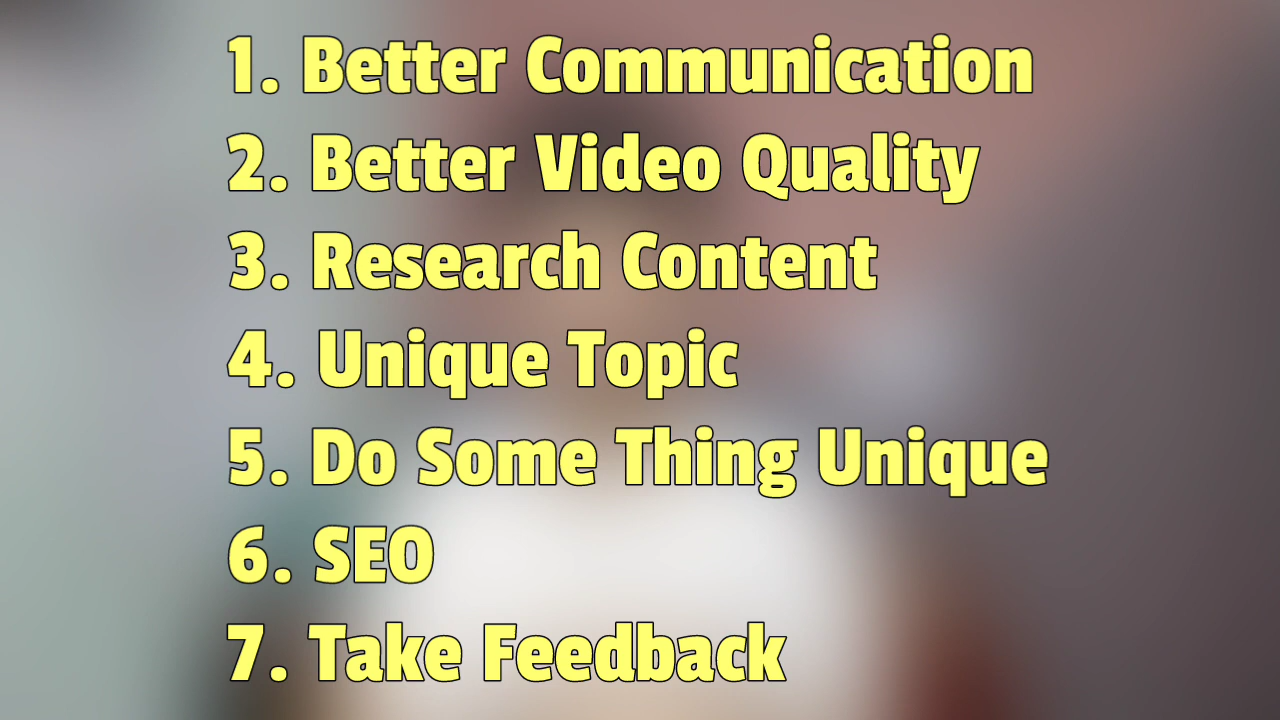 1. Better Communication
2. Better Video Quality
3. Research Content
4. Unique Topic
5. Do Some Thing Unique
6. SEO
7. Take Feedback